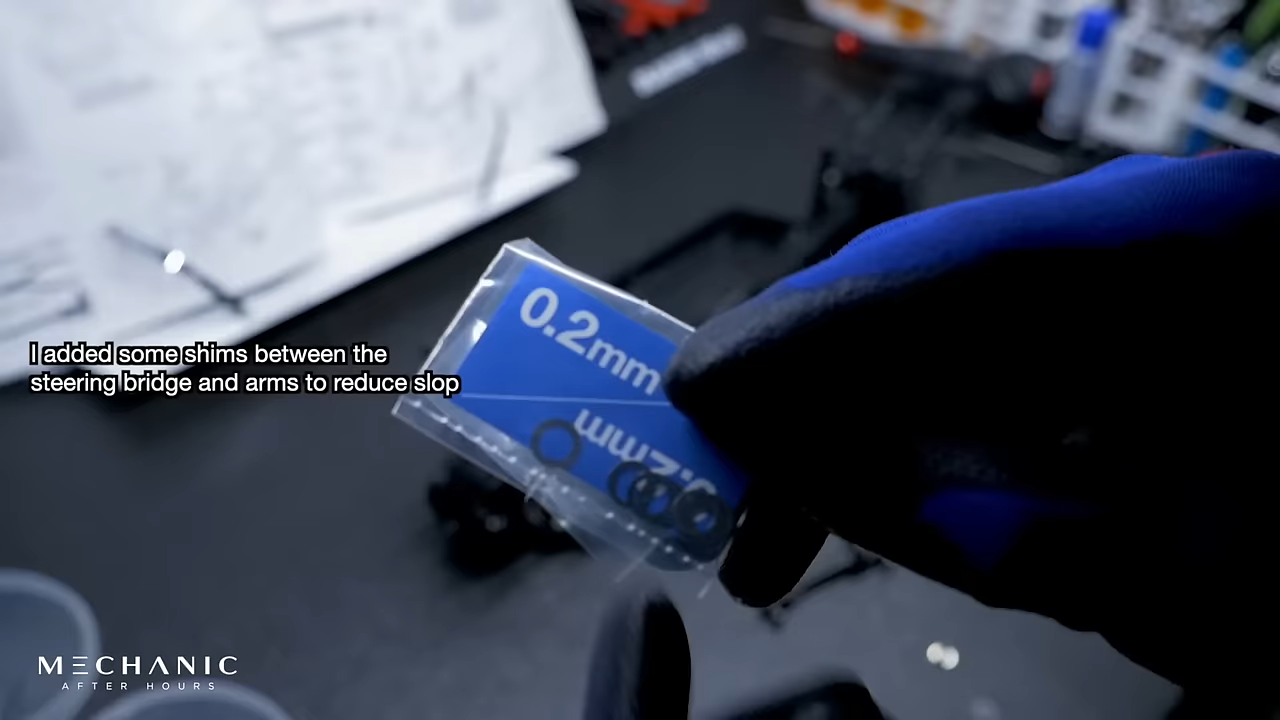 0.2mm
0.2mm
I added some shims between the
steering bridge and arms to reduce slop
MECHANIC
AFTER HOURS